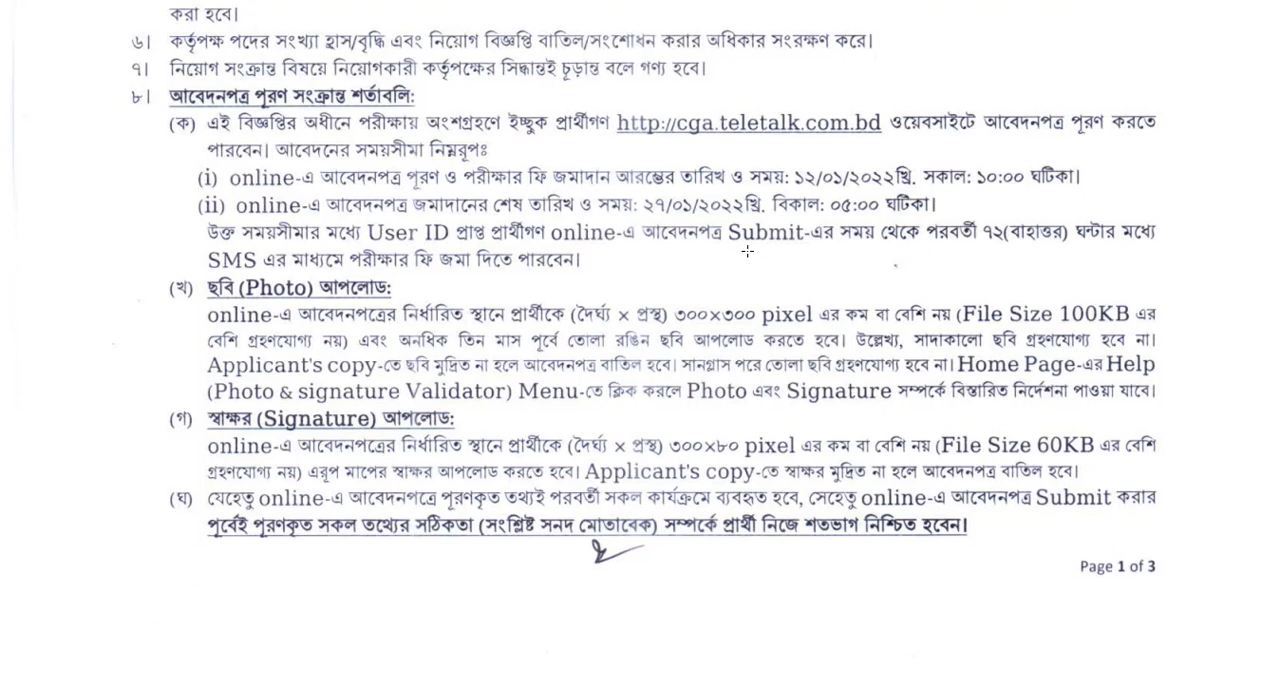 করা হবে।
৬। কর্তৃপক্ষ পদের সংখ্যা হ্রাস/বৃদ্ধি এবং নিয়োগ বিজ্ঞপ্তি বাতিল/সংশোধন করার অধিকার সংরক্ষণ করে।
৭। নিয়োগ সংক্রান্ত বিষয়ে নিয়োগকারী কর্তৃপক্ষের সিদ্ধান্তই চূড়ান্ত বলে গণ্য হবে।
৮। আবেদনপত্র পূরণ সংক্রান্ত শর্তাবলি:
(ক) এই বিজ্ঞপ্তির অধীনে পরীক্ষায় অংশগ্রহণে ইচ্ছুক প্রার্থীগণ http://cga.teletalk.com.bd ওয়েবসাইটে আবেদনপত্র পূরণ করতে
পারবেন। আবেদনের সময়সীমা নিম্নরূপঃ
(i) online-এ আবেদনপত্র পূরণ ও পরীক্ষার ফি জমাদান আরম্ভের তারিখ ও সময়: ১২/০১/২০২২খ্রি. সকাল: ১০:০০ ঘটিকা।
(ii) online-এ আবেদনপত্র জমাদানের শেষ তারিখ ও সময়: ২৭/০১/২০২২খ্রি. বিকাল: ০৫:০০ ঘটিকা।
উক্ত সময়সীমার মধ্যে User ID প্রাপ্ত প্রার্থীগণ online-এ আবেদনপত্র Submit-এর সময় থেকে পরবর্তী ৭২(বাহাত্তর) ঘন্টার মধ্যে
SMS এর মাধ্যমে পরীক্ষার ফি জমা দিতে পারবেন।
(খ) ছবি (Photo) আপলোড:
online-এ আবেদনপত্রের নির্ধারিত স্থানে প্রার্থীকে (দৈর্ঘ্য × প্রস্থ) ৩০০×৩০০ pixel এর কম বা বেশি নয় (File Size 100KB এর
বেশি গ্রহণযোগ্য নয়) এবং অনধিক তিন মাস পূর্বে তোলা রঙিন ছবি আপলোড করতে হবে। উল্লেখ্য, সাদাকালো ছবি গ্রহণযোগ্য হবে না।
Applicant's copy-তে ছবি মুদ্রিত না হলে আবেদনপত্র বাতিল হবে। সানগ্লাস পরে তোলা ছবি গ্রহণযোগ্য হবে না। Home Page-এর Help
(Photo & signature Validator) Menu-তে ক্লিক করলে Photo এবং Signature সম্পর্কে বিস্তারিত নির্দেশনা পাওয়া যাবে।
(গ) স্বাক্ষর (Signature) আপলোড:
online-এ আবেদনপত্রের নির্ধারিত স্থানে প্রার্থীকে (দৈর্ঘ্য × প্রস্থ) ৩০০×৮০ pixel এর কম বা বেশি নয় (File Size 60KB এর বেশি
গ্রহণযোগ্য নয়) এরূপ মাপের স্বাক্ষর আপলোড করতে হবে। Applicant's copy-তে স্বাক্ষর মুদ্রিত না হলে আবেদনপত্র বাতিল হবে।
(ঘ) যেহেতু online-এ আবেদনপত্রে পূরণকৃত তথ্যই পরবর্তী সকল কার্যক্রমে ব্যবহৃত হবে, সেহেতু online-এ আবেদনপত্র Submit করার
পূর্বেই পূরণকৃত সকল তথ্যের সঠিকতা (সংশ্লিষ্ট সনদ মোতাবেক) সম্পর্কে প্রার্থী নিজে শতভাগ নিশ্চিত হবেন।
Page 1 of 3